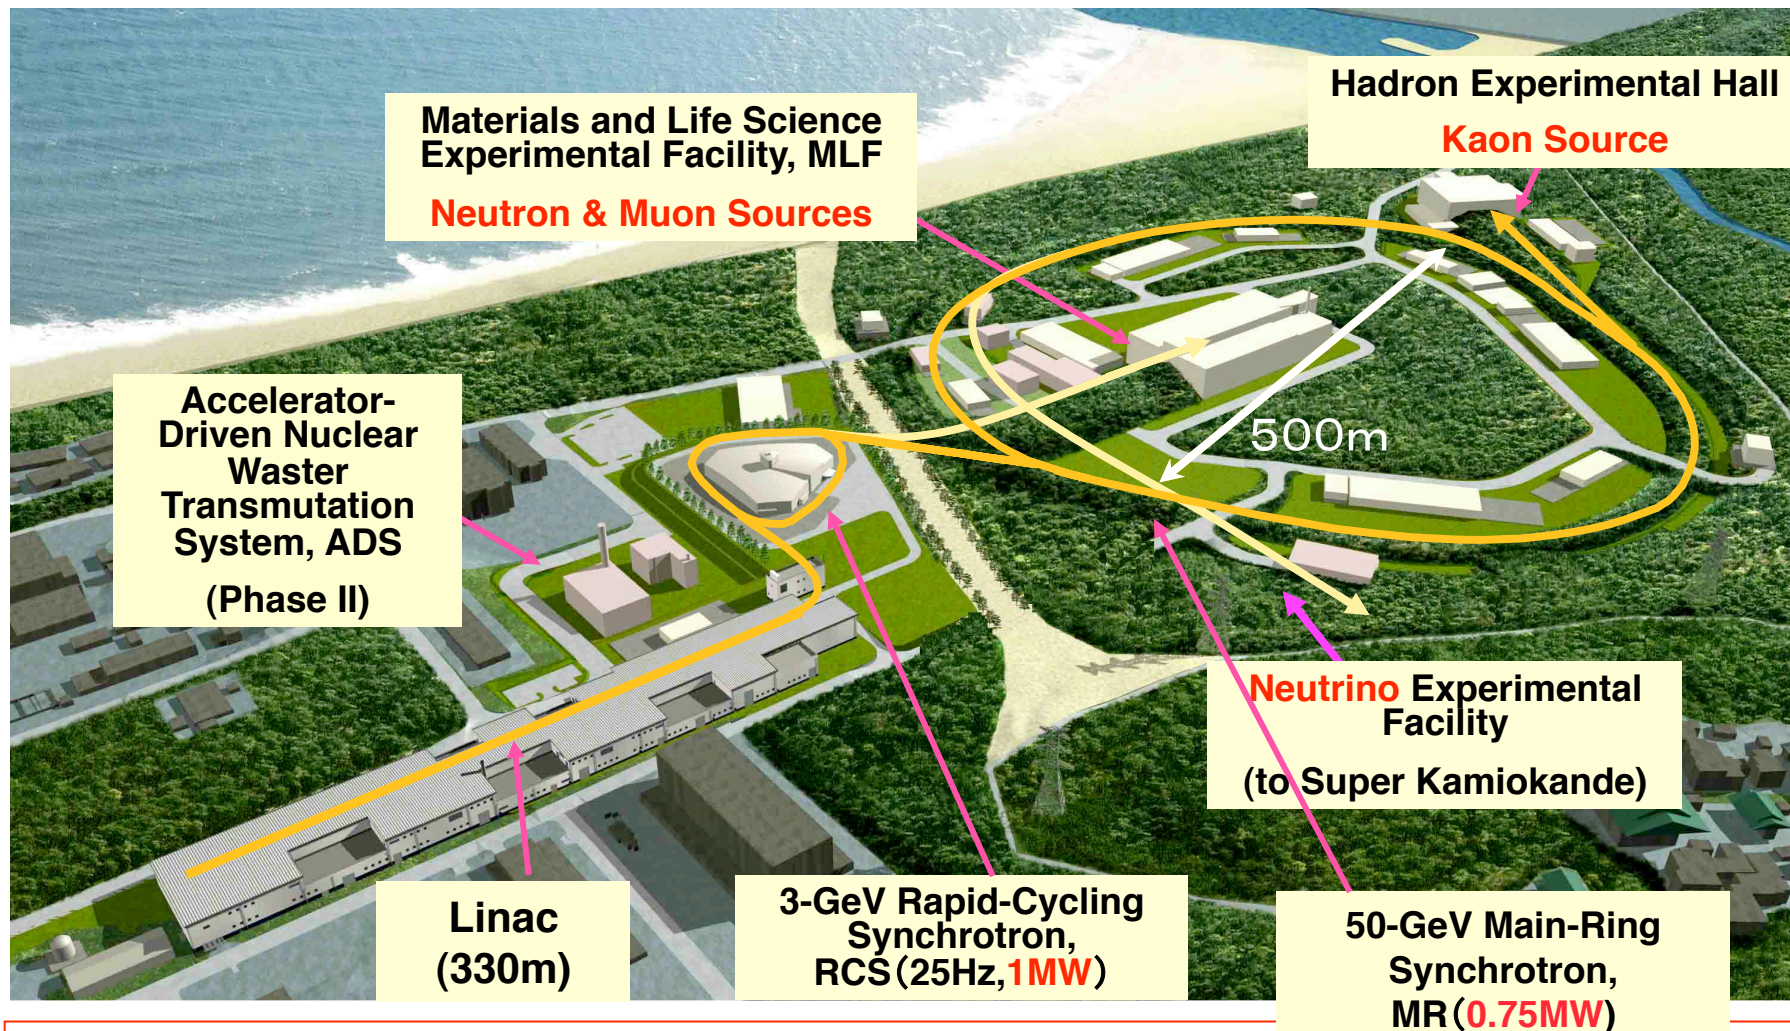 Hadron Experimental Hall
Kaon Source
Materials and Life Science
Experimental Facility, MLF
Neutron & Muon Sources
Accelerator-
Driven Nuclear
Waster
Transmutation
System, ADS
(Phase II)
500m
Neutrino Experimental
Facility
(to Super Kamiokande)
Linac
(330m)
3-GeV Rapid-Cycling
Synchrotron,
RCS(25Hz,1MW)
50-GeV Main-Ring
Synchrotron,
MR(0.75MW)